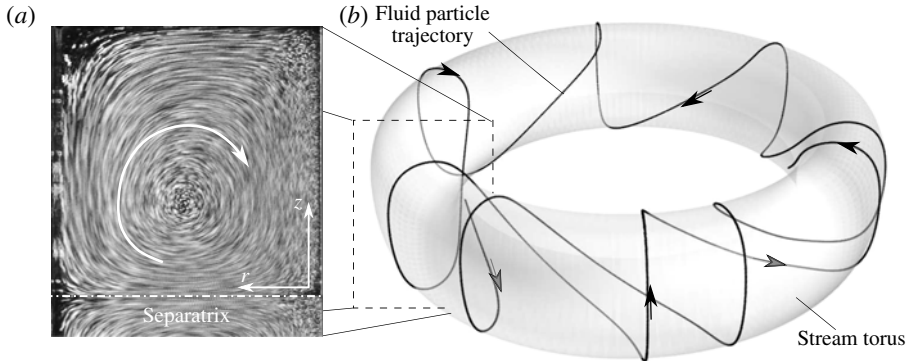 (a)
(b)
Fluid particle
trajectory
z
r
Separatrix
Stream torus